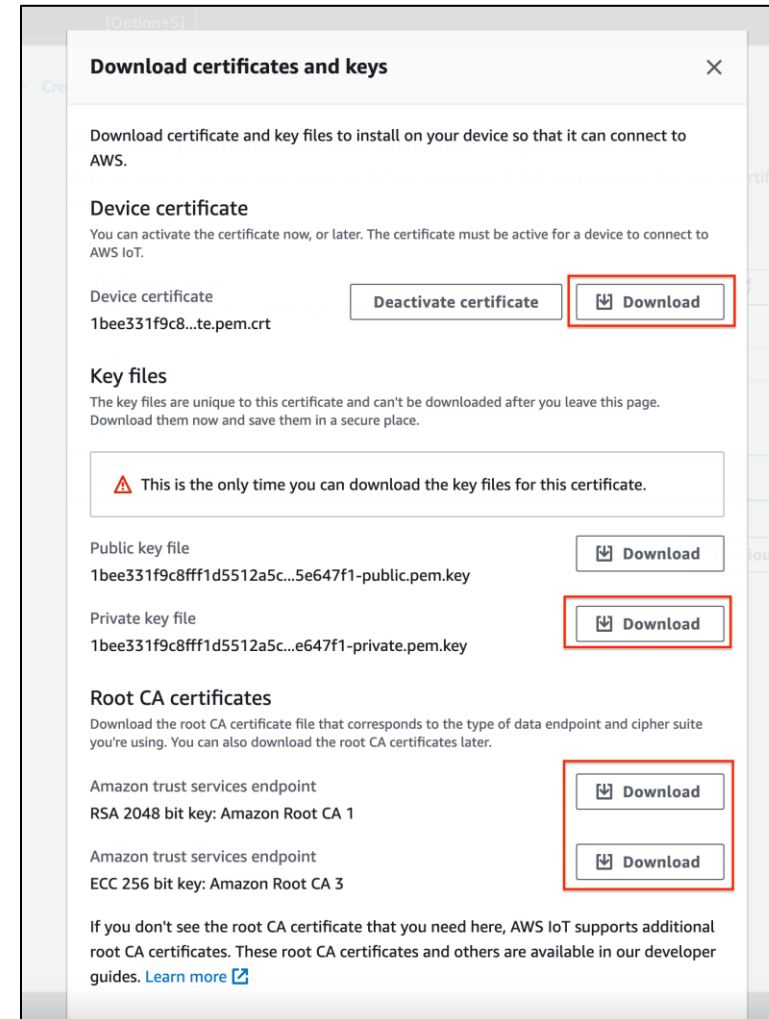 [Option+S]
Cre
Download certificates and keys
Download certificate and key files to install on your device so that it can connect to
AWS.
Device certificate
You can activate the certificate now, or later. The certificate must be active for a device to connect to
AWS IoT.
Device certificate
Deactivate certificate
Download
1bee331f9c8...te.pem.crt
Key files
The key files are unique to this certificate and can't be downloaded after you leave this page.
Download them now and save them in a secure place.
This is the only time you can download the key files for this certificate.
Public key file
Download
1bee331f9c8fff1d5512a5c...5e647f1-public.pem.key
Private key file
Download
1bee331f9c8fff1d5512a5c...e647f1-private.pem.key
Root CA certificates
Download the root CA certificate file that corresponds to the type of data endpoint and cipher suite
you're using. You can also download the root CA certificates later.
Amazon trust services endpoint
Download
RSA 2048 bit key: Amazon Root CA 1
Amazon trust services endpoint
Download
ECC 256 bit key: Amazon Root CA 3
If you don't see the root CA certificate that you need here, AWS IoT supports additional
root CA certificates. These root CA certificates and others are available in our developer
guides. Learn more